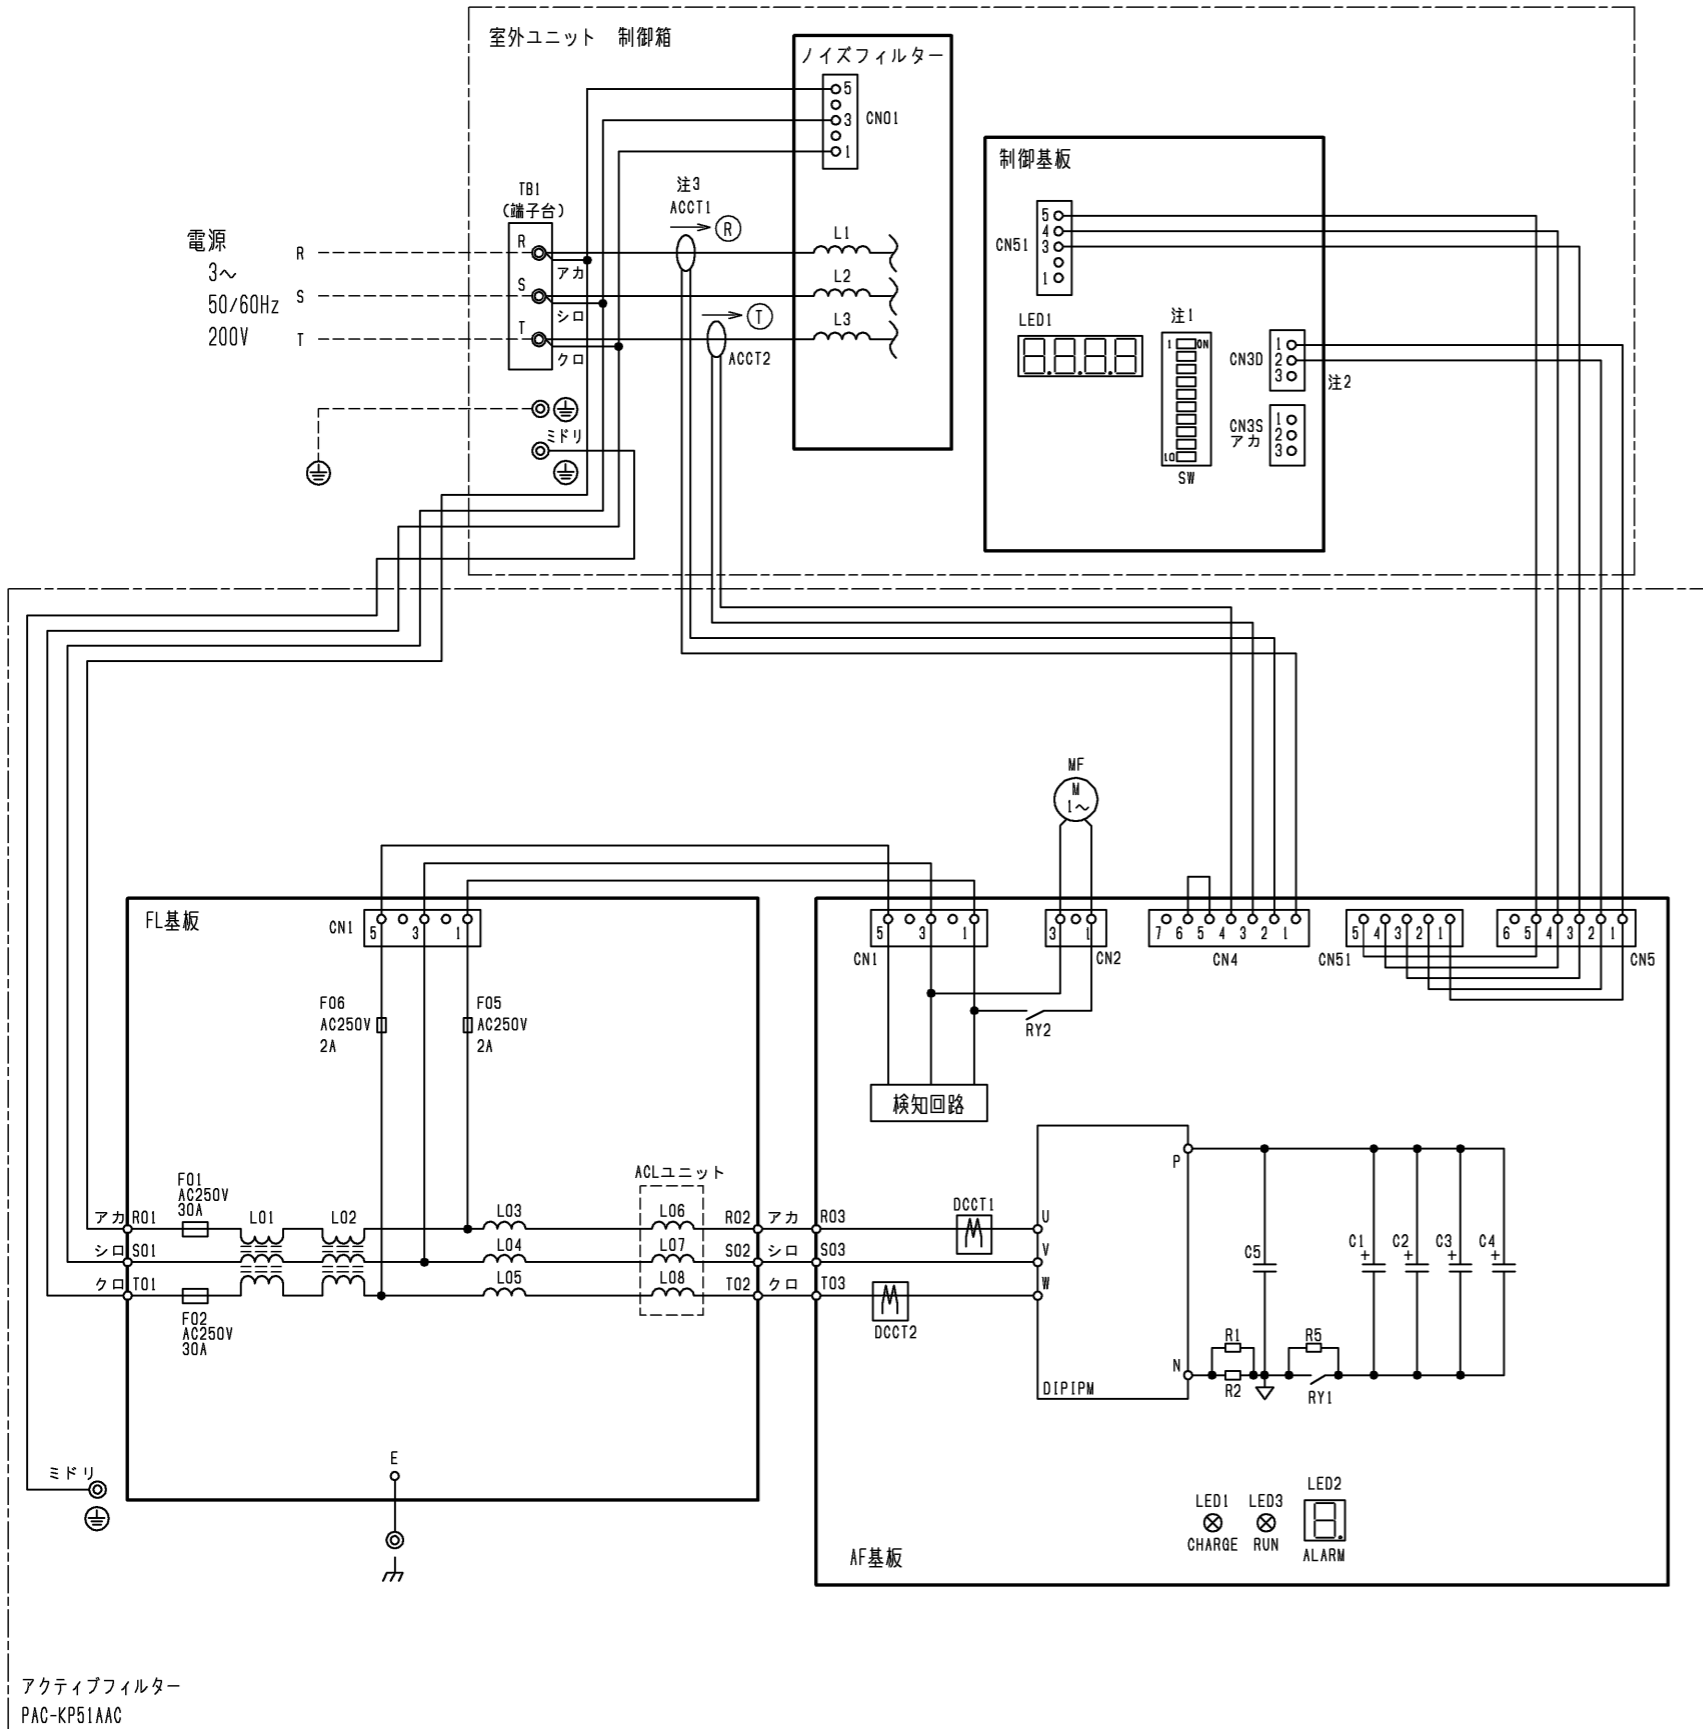 室外ユニット 制御箱
ノイズフィルター
5
3
CN01
1
制御基板
TB1
(端子台)
注3
ACCT1
R
電源
3～
50/60Hz
200V
R
S
T
R
アカ
S
シロ
T
クロ
L1
L2
L3
T
ACCT2
ミドリ
CN51
5
4
3
1
LED1
8.8.8.8
注1
1
ON
10
SW
CN3D
1
2
3
注2
CN3S
アカ
1
2
3
MF
M
1～
FL基板
CN1
5
3
1
F06
AC250V
2A
F05
AC250V
2A
5
3
1
CN1
3
1
CN2
7 6 5 4 3 2 1
CN4
5 4 3 2 1
CN51
6 5 4 3 2 1
CN5
RY2
検知回路
F01
AC250V
30A
ACLユニット
アカ R01
L01
L02
L03
L06
R02 アカ R03
シロ S01
L04
L07
S02 シロ S03
クロ T01
L05
L08
T02 クロ T03
F02
AC250V
30A
DCCT1
DCCT2
P
U
V
W
N
DIPIPM
C5
C1
+
C2
+
C3
+
C4
+
R1
R2
R5
RY1
ミドリ
E
LED1
CHARGE
LED3
RUN
LED2
8.
ALARM
AF基板
アクティブフィルター
PAC-KP51AAC